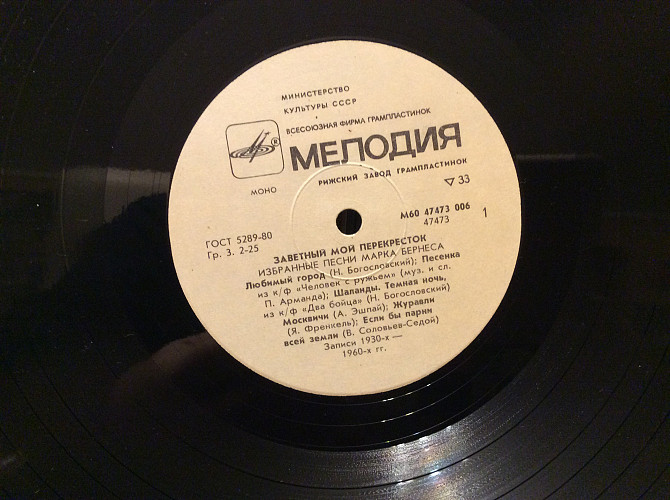 МИНИСТЕРСТВО
КУЛЬТУРЫ СССР
ВСЕСОЮЗНАЯ ФИРМА ГРАМПЛАСТИНОК
® МЕЛОДИЯ
РИЖСКИЙ ЗАВОД ГРАМПЛАСТИНОК
МОНО
▽ 33
ГОСТ 5289-80
Гр. 3. 2-25
М60 47473 006
47473
1
ЗАВЕТНЫЙ МОЙ ПЕРЕКРЕСТОК
ИЗБРАННЫЕ ПЕСНИ МАРКА БЕРНЕСА
Любимый город (Н. Богословский); Песенка
из к/ф «Человек с ружьем» (муз. и сл.
П. Арманда); Шаланды. Темная ночь,
из к/ф «Два бойца» (Н. Богословский)
Москвичи (А. Эшпай); Журавли
(Я. Френкель); Если бы парни
всей земли (В. Соловьев-Седой)
Записи 1930-х —
1960-х гг.